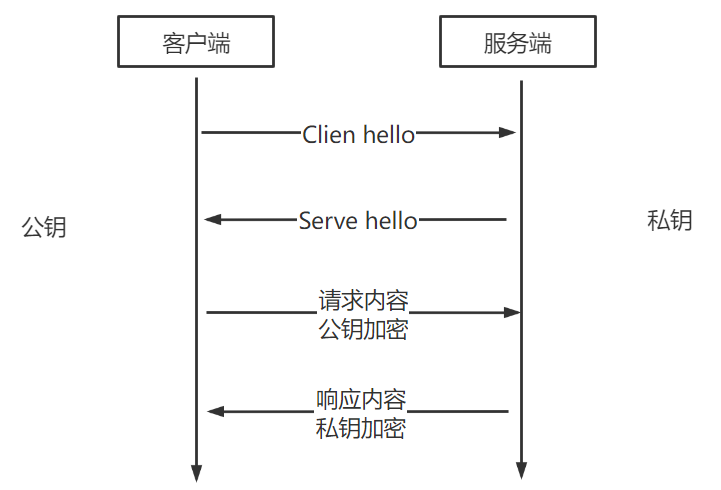 客户端
服务端
Clien hello
公钥
Serve hello
私钥
请求内容
公钥加密
响应内容
私钥加密